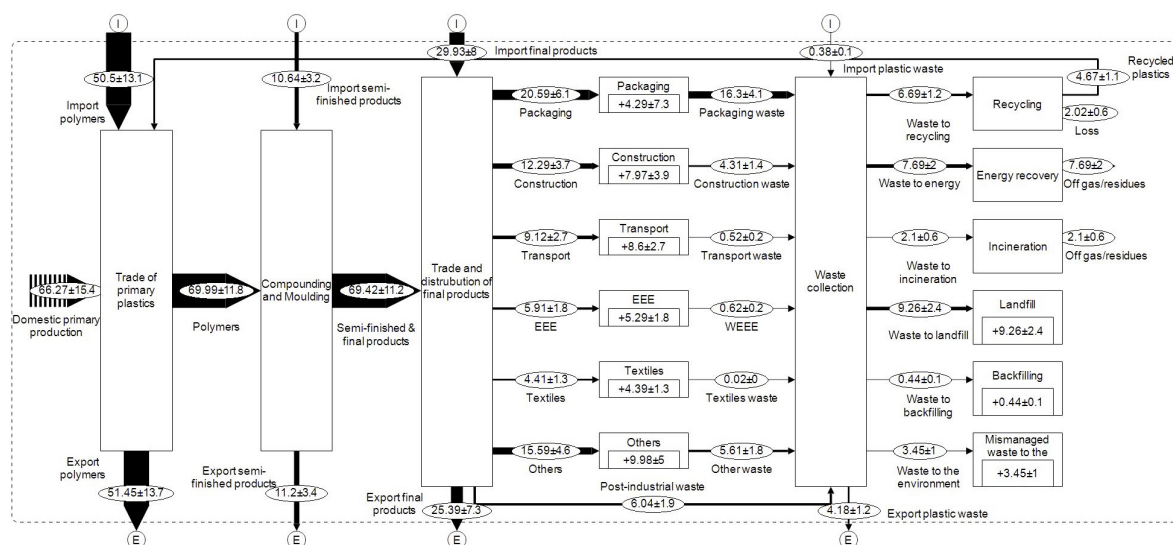 I
I
I
I
50.5±13.1
Import
polymers
10.64±3.2
Import semi-
finished products
29.93±8
Import final products
0.38±0.1
Import plastic waste
4.67±1.1
Recycled
plastics
66.27±15.4
Domestic primary
production
Trade of
primary
plastics
69.99±11.8
Polymers
Compounding
and Moulding
69.42±11.2
Semi-finished &
final products
Trade and
distrubution of
final products
20.59±6.1
Packaging
Packaging
+4.29±7.3
16.3±4.1
Packaging waste
12.29±3.7
Construction
Construction
+7.97±3.9
4.31±1.4
Construction waste
9.12±2.7
Transport
Transport
+8.6±2.7
0.52±0.2
Transport waste
5.91±1.8
EEE
EEE
+5.29±1.8
0.62±0.2
WEEE
4.41±1.3
Textiles
Textiles
+4.39±1.3
0.02±0
Textiles waste
15.59±4.6
Others
Others
+9.98±5
5.61±1.8
Other waste
Post-industrial waste
6.04±1.9
Waste
collection
6.69±1.2
Waste to
recycling
Recycling
2.02±0.6
Loss
7.69±2
Waste to energy
Energy recovery
7.69±2
Off gas/residues
2.1±0.6
Waste to
incineration
Incineration
2.1±0.6
Off gas/residues
9.26±2.4
Waste to landfill
Landfill
+9.26±2.4
0.44±0.1
Waste to
backfilling
Backfilling
+0.44±0.1
3.45±1
Waste to the
environment
Mismanaged
waste to the
+3.45±1
Export
polymers
51.45±13.7
Export semi-
finished products
11.2±3.4
Export final
products
25.39±7.3
4.18±1.2
Export plastic waste
E
E
E
E